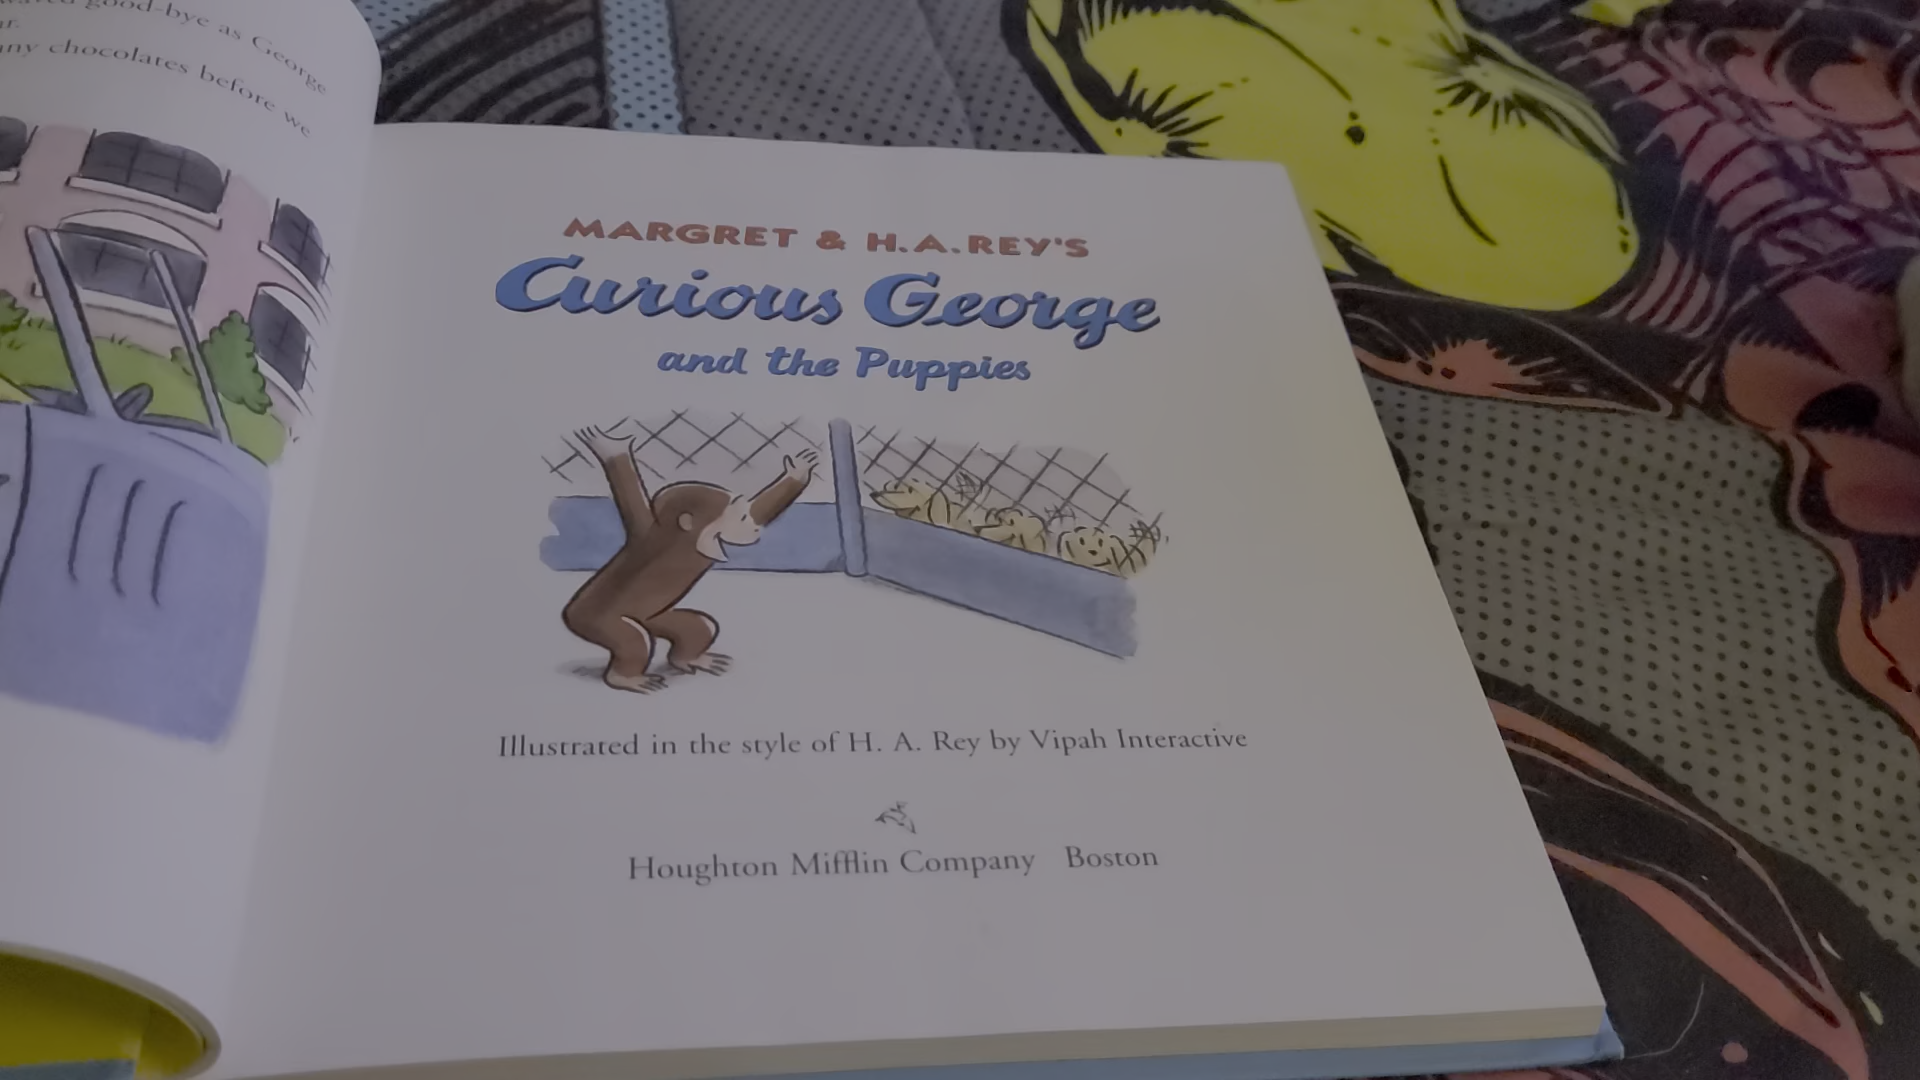 good-bye as George
any chocolates before we
MARGRET & H.A.REY'S
Curious George
and the Puppies
Illustrated in the style of H. A. Rey by Vipah Interactive
Houghton Mifflin Company Boston